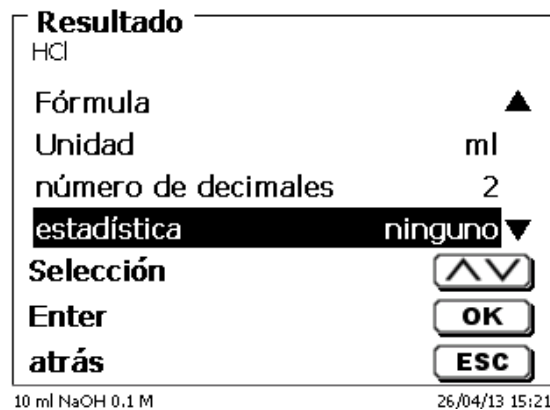 Resultado
HCl
Fórmula
Unidad ml
número de decimales 2
estadística ninguno
Selección
Enter OK
atrás ESC
10 ml NaOH 0.1 M 26/04/13 15:21